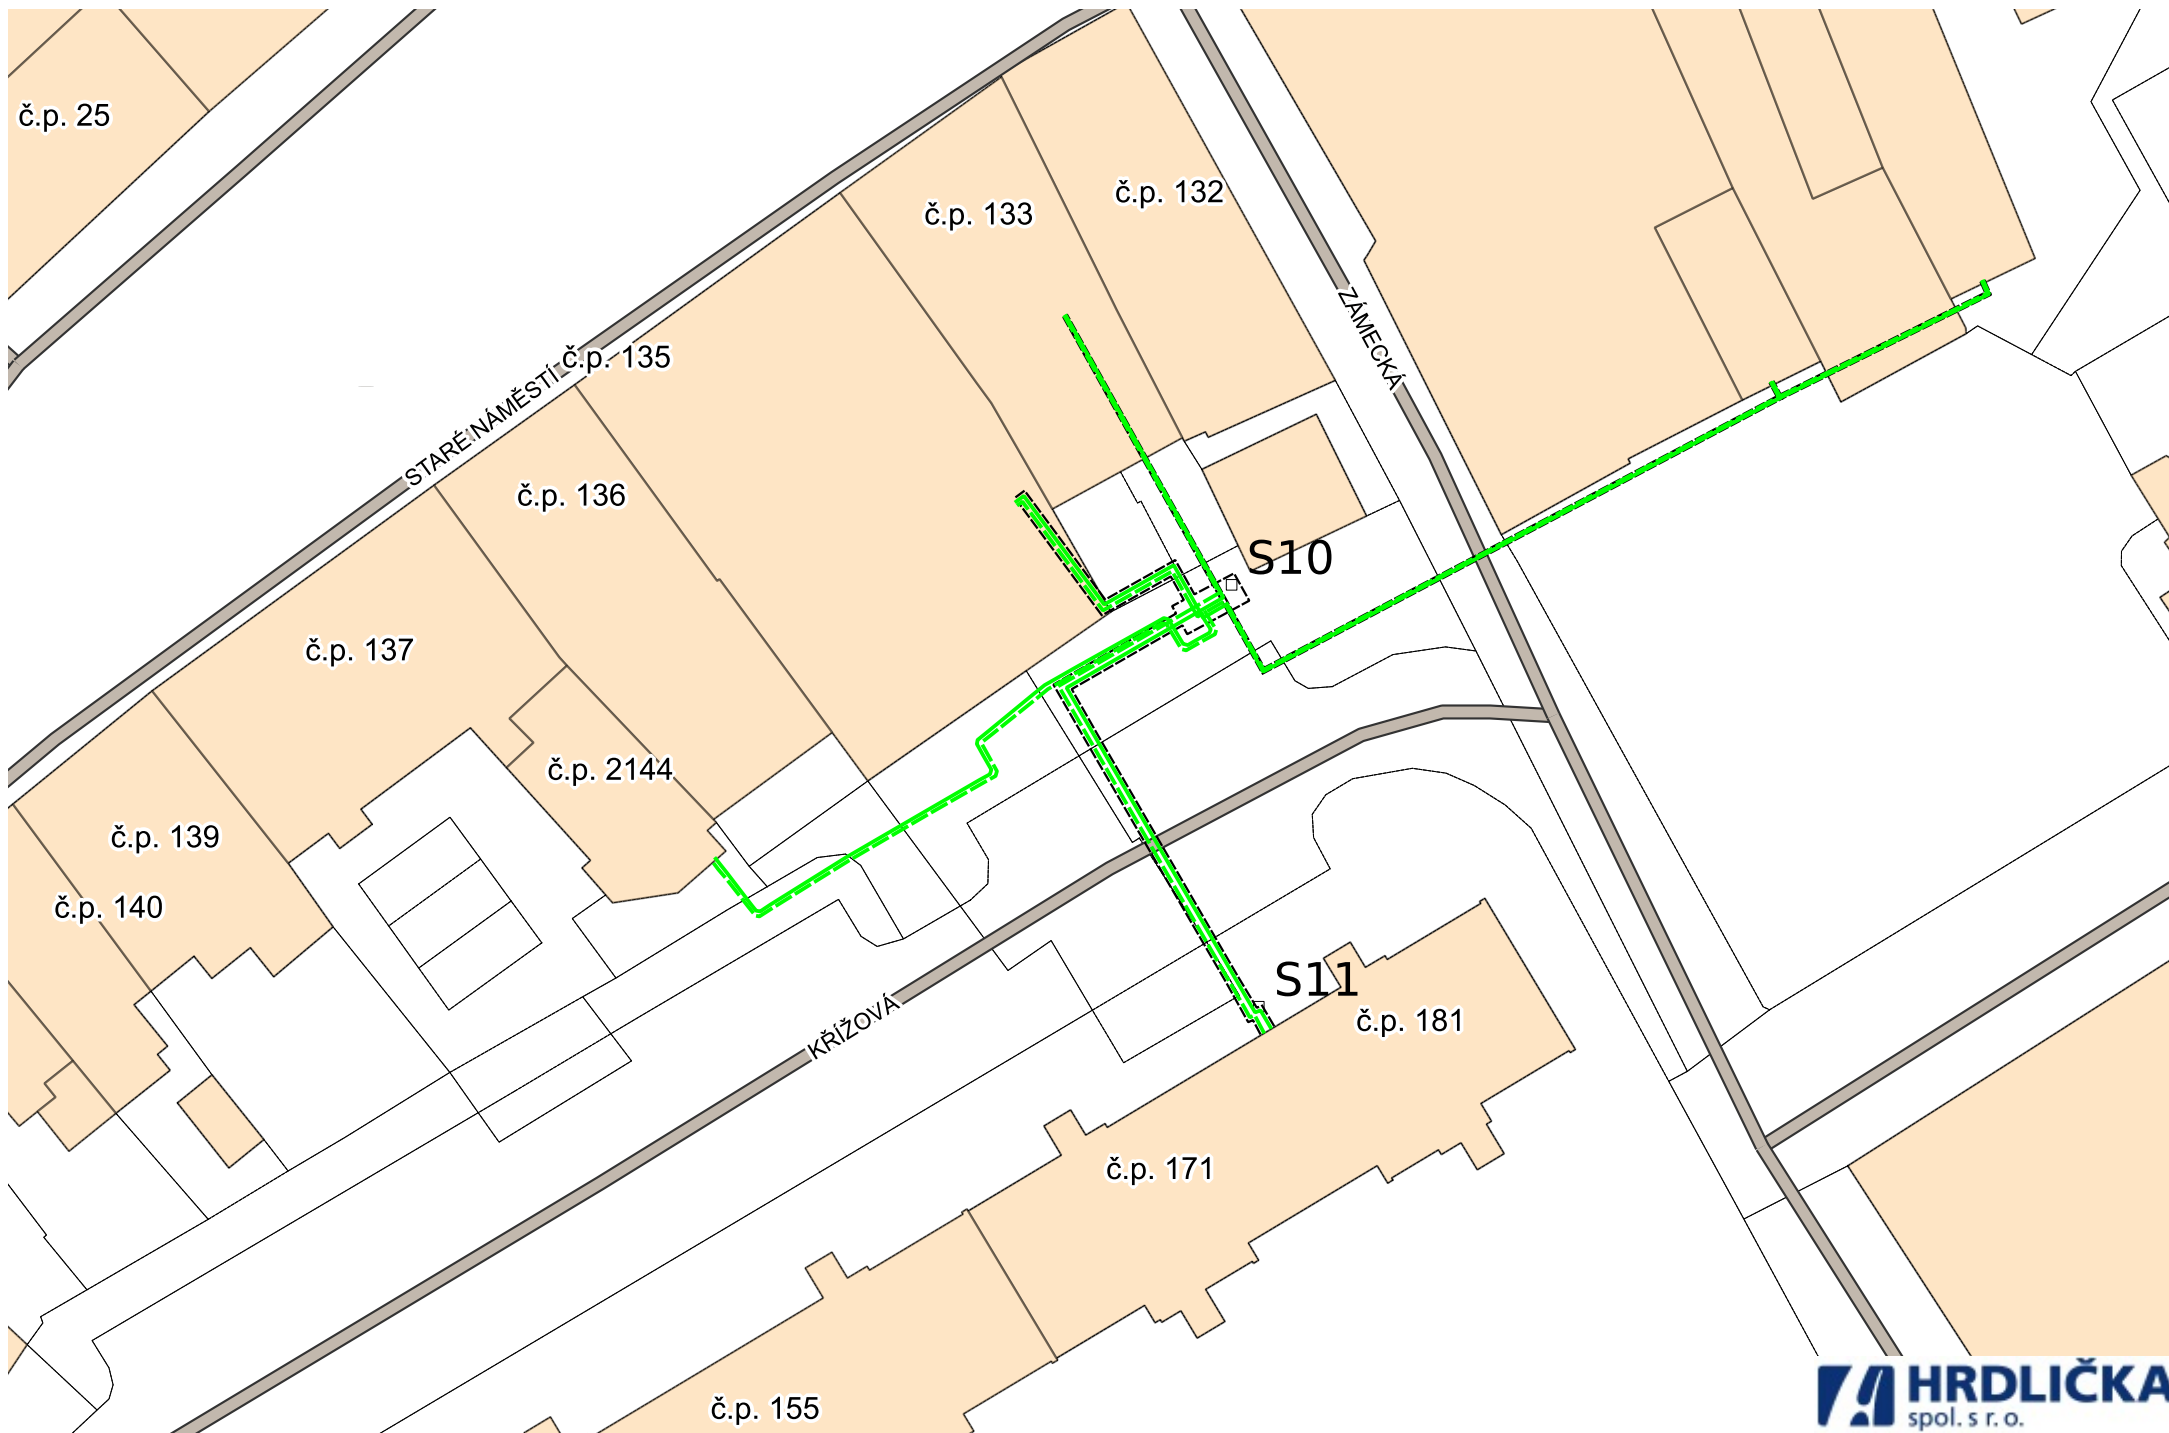 č.p. 25
č.p. 132
č.p. 133
ZÁMECKÁ
č.p. 135
STARÉ NÁMĚSTÍ
č.p. 136
S10
č.p. 137
č.p. 2144
č.p. 139
č.p. 140
S11
KŘÍŽOVÁ
č.p. 181
č.p. 171
č.p. 155
HRDLIČKA
spol. s r. o.